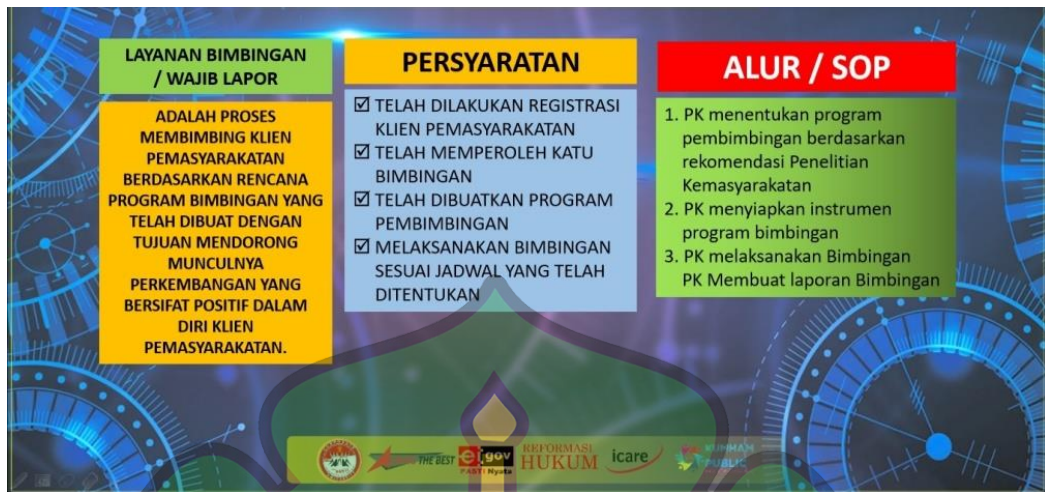 LAYANAN BIMBINGAN
/ WAJIB LAPOR
ADALAH PROSES
MEMBIMBING KLIEN
PEMASYARAKATAN
BERDASARKAN RENCANA
PROGRAM BIMBINGAN YANG
TELAH DIBUAT DENGAN
TUJUAN MENDORONG
MUNCULNYA
PERKEMBANGAN YANG
BERSIFAT POSITIF DALAM
DIRI KLIEN
PEMASYARAKATAN.
PERSYARATAN
☑ TELAH DILAKUKAN REGISTRASI
KLIEN PEMASYARAKATAN
☑ TELAH MEMPEROLEH KATU
BIMBINGAN
☑ TELAH DIBUATKAN PROGRAM
PEMBIMBINGAN
☑ MELAKSANAKAN BIMBINGAN
SESUAI JADWAL YANG TELAH
DITENTUKAN
ALUR / SOP
1. PK menentukan program
pembimbingan berdasarkan
rekomendasi Penelitian
Kemasyarakatan
2. PK menyiapkan instrumen
program bimbingan
3. PK melaksanakan Bimbingan
PK Membuat laporan Bimbingan
THE BEST
e-gov
PASTI Nyata
REFORMASI
HUKUM
icare
KUMHAM
PUBLIC